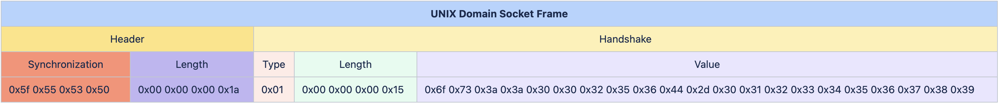 UNIX Domain Socket Frame
Header Handshake
Synchronization Length Type Length Value
0x5f 0x55 0x53 0x50 0x00 0x00 0x00 0x1a 0x01 0x00 0x00 0x00 0x15 0x6f 0x73 0x3a 0x3a 0x30 0x30 0x32 0x35 0x36 0x44 0x2d 0x30 0x31 0x32 0x33 0x34 0x35 0x36 0x37 0x38 0x39